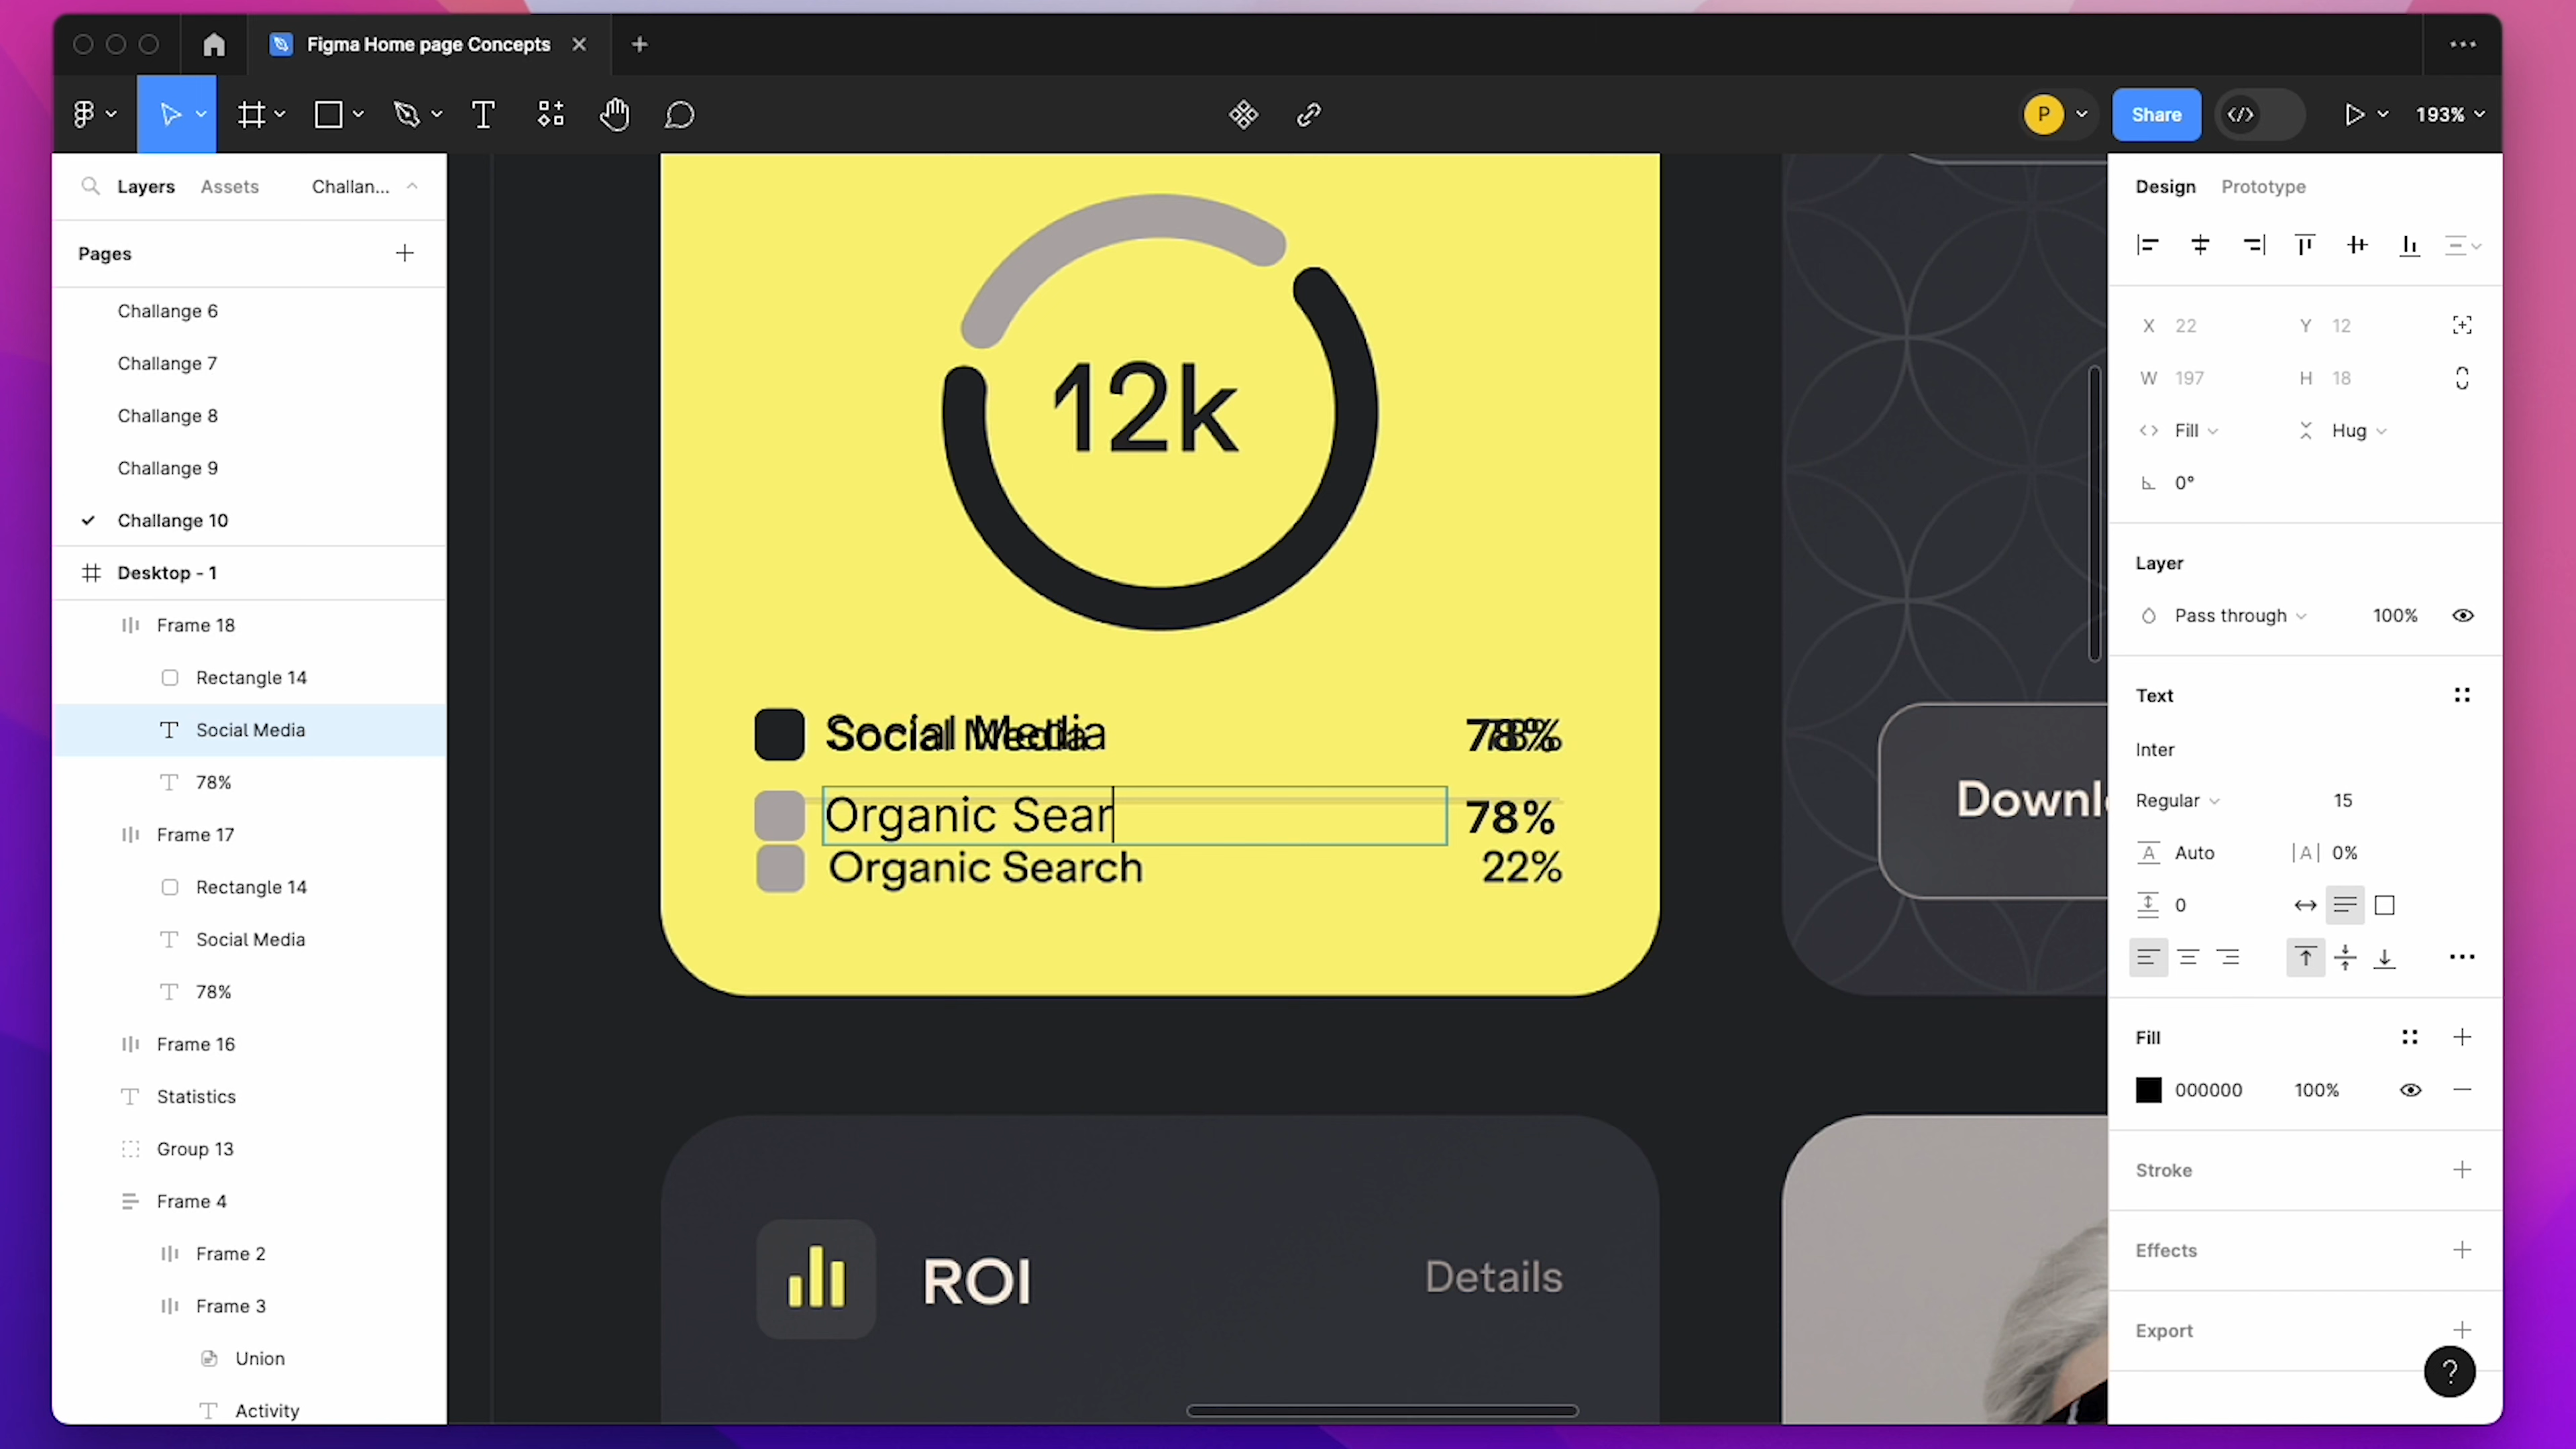 Figma Home page Concepts
P
Share
193%
Layers
Assets
Challan...
Pages
Challange 6
Challange 7
Challange 8
Challange 9
Challange 10
Desktop - 1
Frame 18
Rectangle 14
Social Media
78%
Frame 17
Rectangle 14
Social Media
78%
Frame 16
Statistics
Group 13
Frame 4
Frame 2
Frame 3
Union
Activity
12k
Social Media
78%
Organic Sear
78%
Organic Search
22%
ROI
Details
Downl
Design
Prototype
X 22
Y 12
W 197
H 18
Fill
Hug
0°
Layer
Pass through
100%
Text
Inter
Regular
15
A Auto
|A| 0%
0
Fill
000000
100%
Stroke
Effects
Export
?